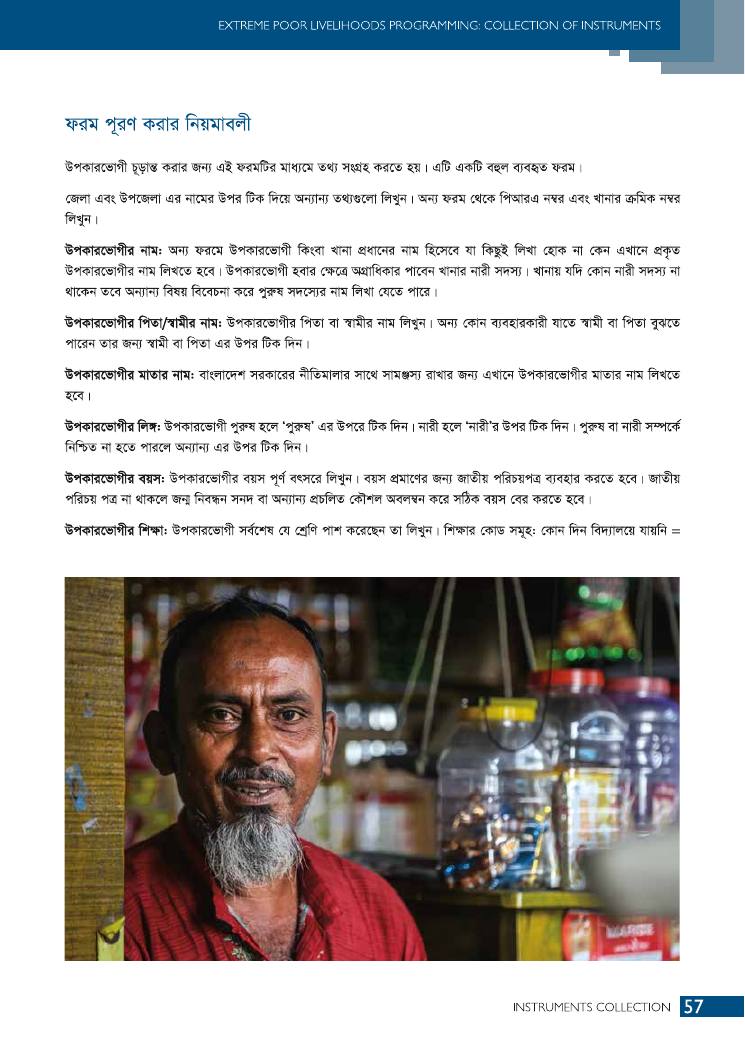 EXTREME POOR LIVELIHOODS PROGRAMMING: COLLECTION OF INSTRUMENTS
ফরম পূরণ করার নিয়মাবলী
উপকারভোগী চূড়ান্ত করার জন্য এই ফরমটির মাধ্যমে তথ্য সংগ্রহ করতে হয়। এটি একটি বহুল ব্যবহৃত ফরম।
জেলা এবং উপজেলা এর নামের উপর টিক দিয়ে অন্যান্য তথ্যগুলো লিখুন। অন্য ফরম থেকে পিআরএ নম্বর এবং খানার ক্রমিক নম্বর
লিখুন।
উপকারভোগীর নাম: অন্য ফরমে উপকারভোগী কিংবা খানা প্রধানের নাম হিসেবে যা কিছুই লিখা হোক না কেন এখানে প্রকৃত
উপকারভোগীর নাম লিখতে হবে। উপকারভোগী হবার ক্ষেত্রে অগ্রাধিকার পাবেন খানার নারী সদস্য। খানায় যদি কোন নারী সদস্য না
থাকেন তবে অন্যান্য বিষয় বিবেচনা করে পুরুষ সদস্যের নাম লিখা যেতে পারে।
উপকারভোগীর পিতা/স্বামীর নাম: উপকারভোগীর পিতা বা স্বামীর নাম লিখুন। অন্য কোন ব্যবহারকারী যাতে স্বামী বা পিতা বুঝতে
পারেন তার জন্য স্বামী বা পিতা এর উপর টিক দিন।
উপকারভোগীর মাতার নাম: বাংলাদেশ সরকারের নীতিমালার সাথে সামঞ্জস্য রাখার জন্য এখানে উপকারভোগীর মাতার নাম লিখতে
হবে।
উপকারভোগীর লিঙ্গ: উপকারভোগী পুরুষ হলে ‘পুরুষ’ এর উপরে টিক দিন। নারী হলে ‘নারী’র উপর টিক দিন। পুরুষ বা নারী সম্পর্কে
নিশ্চিত না হতে পারলে অন্যান্য এর উপর টিক দিন।
উপকারভোগীর বয়স: উপকারভোগীর বয়স পূর্ণ বৎসরে লিখুন। বয়স প্রমাণের জন্য জাতীয় পরিচয়পত্র ব্যবহার করতে হবে। জাতীয়
পরিচয় পত্র না থাকলে জন্ম নিবন্ধন সনদ বা অন্যান্য প্রচলিত কৌশল অবলম্বন করে সঠিক বয়স বের করতে হবে।
উপকারভোগীর শিক্ষা: উপকারভোগী সর্বশেষ যে শ্রেণি পাশ করেছেন তা লিখুন। শিক্ষার কোড সমূহ: কোন দিন বিদ্যালয়ে যায়নি =
INSTRUMENTS COLLECTION 57